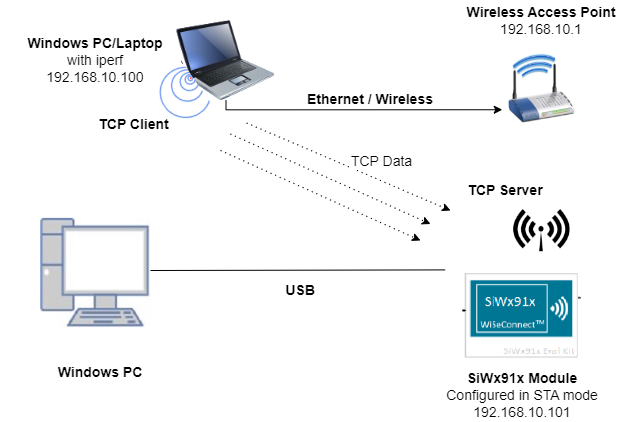 Wireless Access Point
192.168.10.1
Windows PC/Laptop
with iperf
192.168.10.100
Ethernet / Wireless
TCP Client
TCP Data
TCP Server
USB
SiWx91x
WiSeConnect™
SiWx91x Eval Kit
Windows PC
SiWx91x Module
Configured in STA mode
192.168.10.101